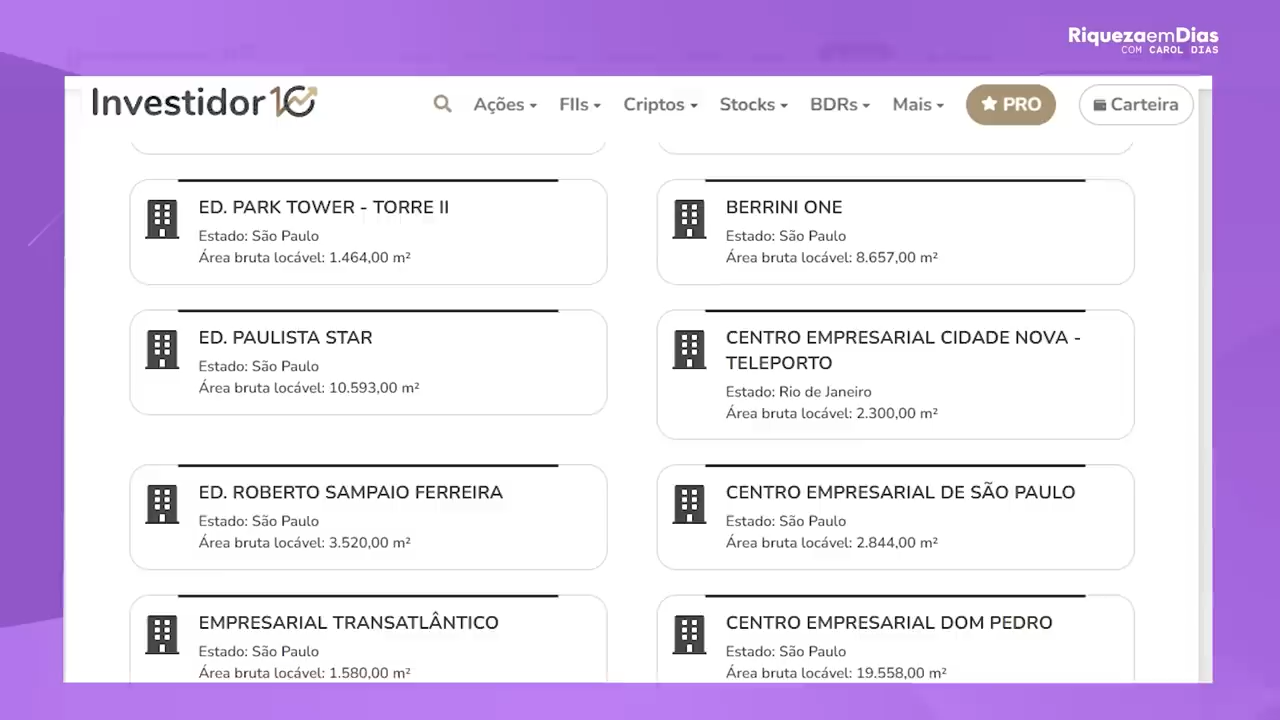 RiquezaemDias
COM CAROL DIAS
Investidor 10
Ações
FIIs
Criptos
Stocks
BDRs
Mais
PRO
Carteira
ED. PARK TOWER - TORRE II
Estado: São Paulo
Área bruta locável: 1.464,00 m²
BERRINI ONE
Estado: São Paulo
Área bruta locável: 8.657,00 m²
ED. PAULISTA STAR
Estado: São Paulo
Área bruta locável: 10.593,00 m²
CENTRO EMPRESARIAL CIDADE NOVA -
TELEPORTO
Estado: Rio de Janeiro
Área bruta locável: 2.300,00 m²
ED. ROBERTO SAMPAIO FERREIRA
Estado: São Paulo
Área bruta locável: 3.520,00 m²
CENTRO EMPRESARIAL DE SÃO PAULO
Estado: São Paulo
Área bruta locável: 2.844,00 m²
EMPRESARIAL TRANSATLÂNTICO
Estado: São Paulo
Área bruta locável: 1.580,00 m²
CENTRO EMPRESARIAL DOM PEDRO
Estado: São Paulo
Área bruta locável: 19.558,00 m²